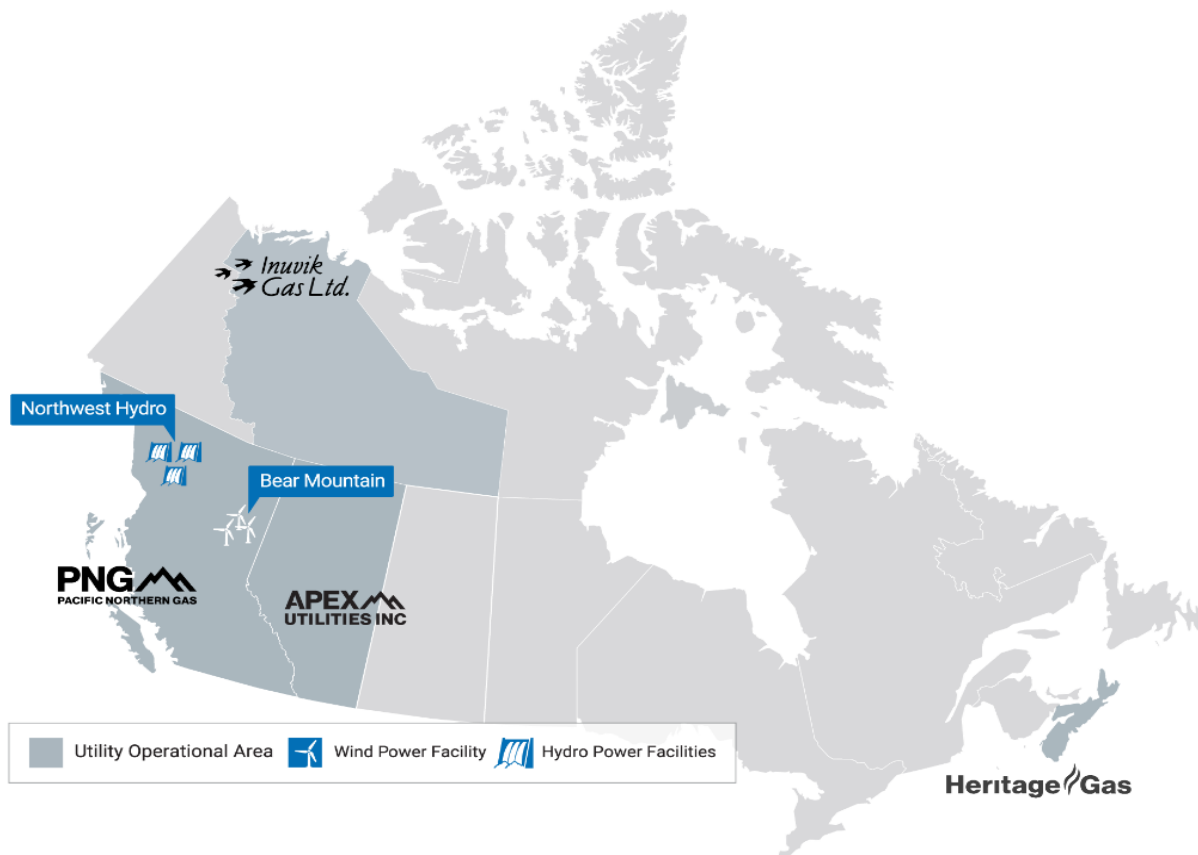 Inuvik
Gas Ltd.
Northwest Hydro
Bear Mountain
PNG
PACIFIC NORTHERN GAS
APEX
UTILITIES INC
Utility Operational Area
Wind Power Facility
Hydro Power Facilities
Heritage Gas